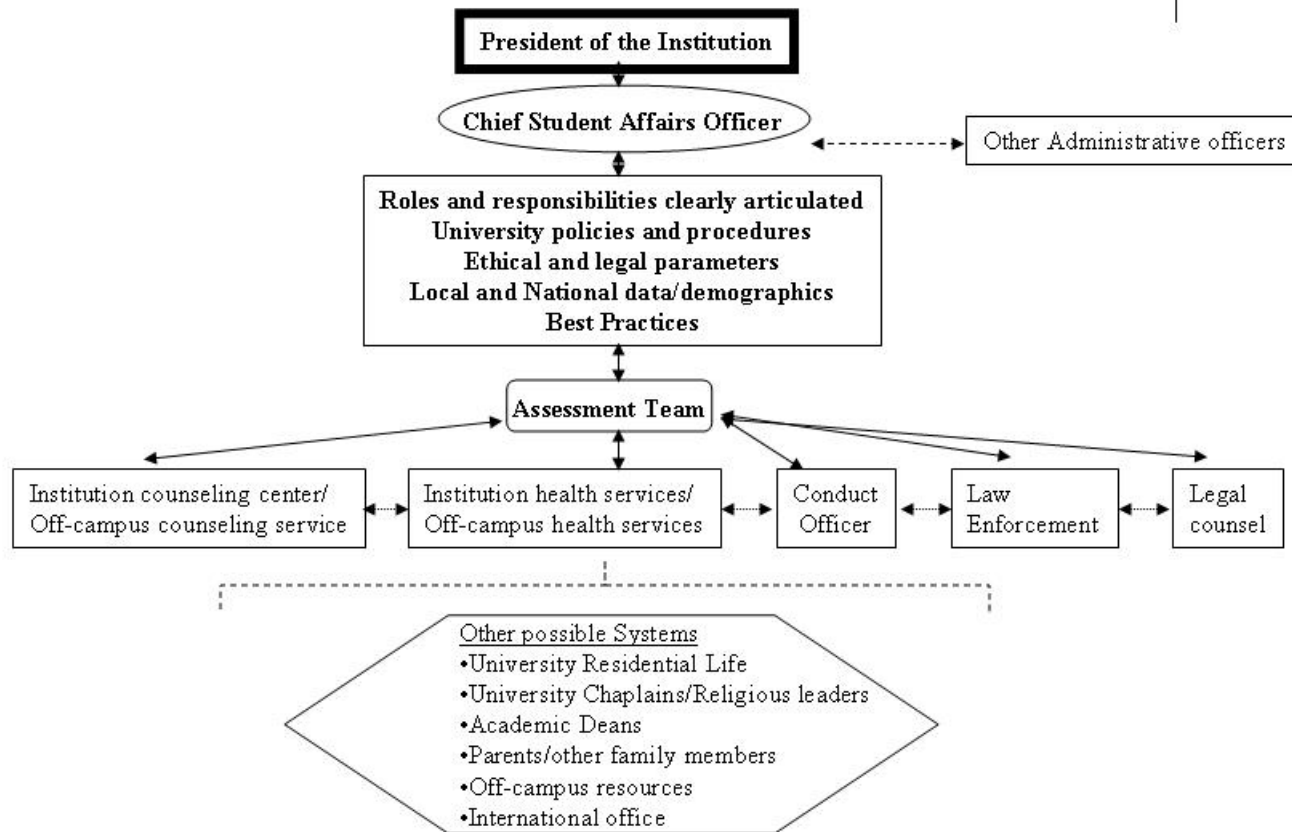 President of the Institution
Chief Student Affairs Officer
Other Administrative officers
Roles and responsibilities clearly articulated
University policies and procedures
Ethical and legal parameters
Local and National data/demographics
Best Practices
Assessment Team
Institution counseling center/
Off-campus counseling service
Institution health services/
Off-campus health services
Conduct
Officer
Law
Enforcement
Legal
counsel
Other possible Systems
•University Residential Life
•University Chaplains/Religious leaders
•Academic Deans
•Parents/other family members
•Off-campus resources
•International office